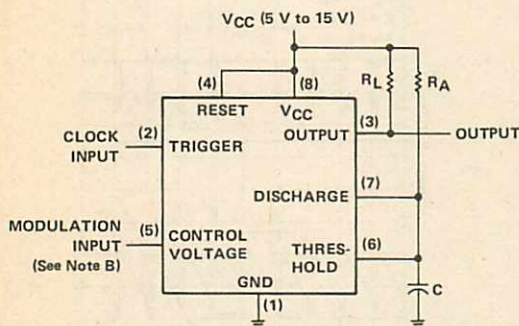 VCC (5 V to 15 V)
(4)
(8)
RL
RA
RESET
VCC
OUTPUT
(3)
OUTPUT
CLOCK
INPUT
(2)
TRIGGER
DISCHARGE
(7)
MODULATION
INPUT
(See Note B)
(5)
CONTROL
VOLTAGE
THRES-
HOLD
(6)
GND
(1)
C